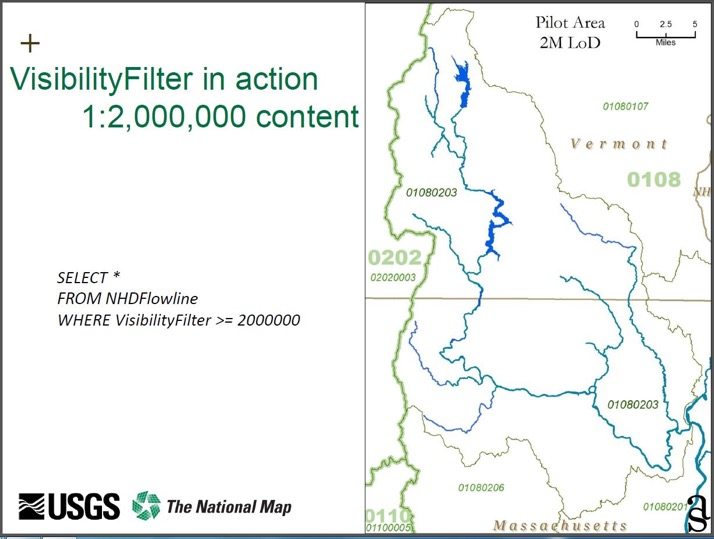 +
VisibilityFilter in action
1:2,000,000 content
SELECT *
FROM NHDFlowline
WHERE VisibilityFilter >= 2000000
USGS
The National Map
Pilot Area
2M LoD
0 2.5 5
Miles
01080107
Vermont
0108
NH
01080203
0202
02020003
01080203
01080206
0108020
0110
01100005
Massachusetts
a
s